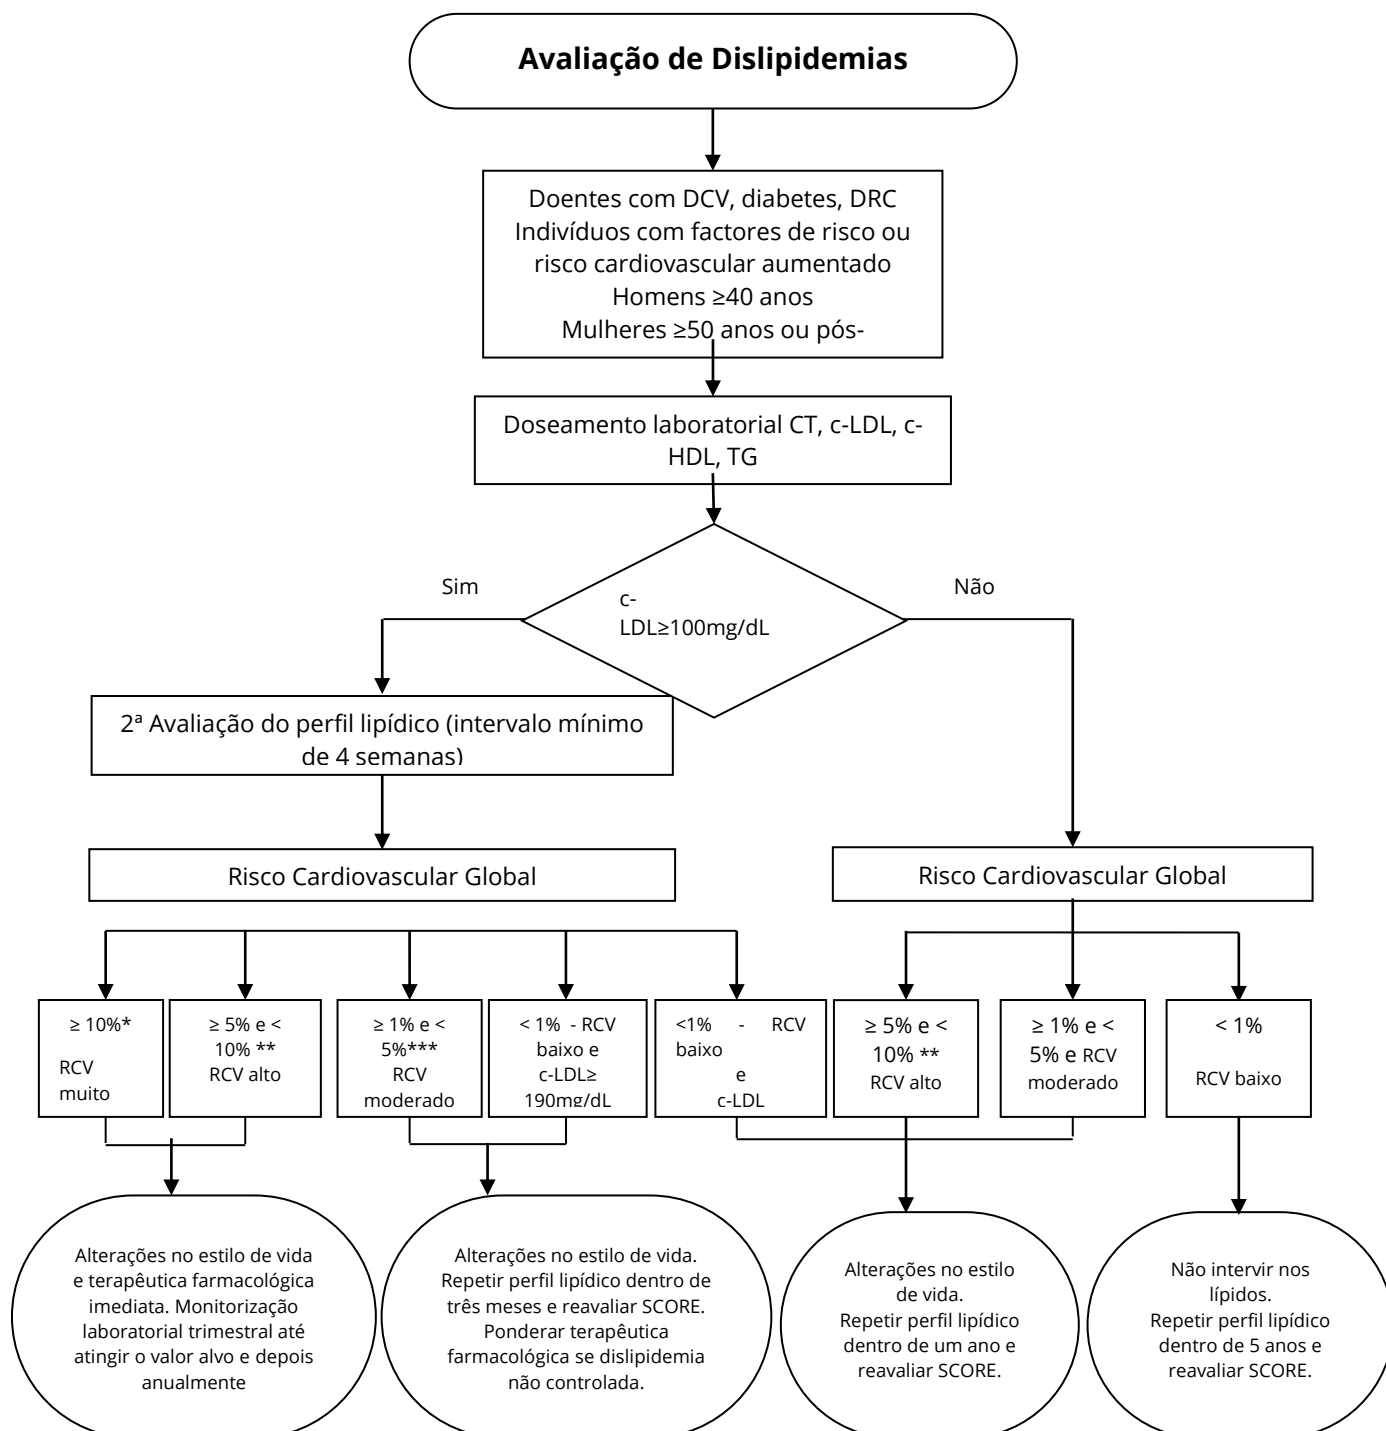 Avaliação de Dislipidemias
Doentes com DCV, diabetes, DRC
Indivíduos com factores de risco ou
risco cardiovascular aumentado
Homens ≥40 anos
Mulheres ≥50 anos ou pós-
Doseamento laboratorial CT, c-LDL, c-
HDL, TG
Sim
c-
LDL≥100mg/dL
Não
2ª Avaliação do perfil lipídico (intervalo mínimo
de 4 semanas)
Risco Cardiovascular Global
Risco Cardiovascular Global
≥ 10%*
RCV
muito
≥ 5% e <
10% **
RCV alto
≥ 1% e <
5%***
RCV
moderado
< 1% - RCV
baixo e
c-LDL≥
190mg/dL
<1% - RCV
baixo
e
c-LDL
≥ 5% e <
10% **
RCV alto
≥ 1% e <
5% e RCV
moderado
< 1%
RCV baixo
Alterações no estilo de vida
e terapêutica farmacológica
imediata. Monitorização
laboratorial trimestral até
atingir o valor alvo e depois
anualmente
Alterações no estilo de vida.
Repetir perfil lipídico dentro de
três meses e reavaliar SCORE.
Ponderar terapêutica
farmacológica se dislipidemia
não controlada.
Alterações no estilo
de vida.
Repetir perfil lipídico
dentro de um ano e
reavaliar SCORE.
Não intervir nos
lípidos.
Repetir perfil lipídico
dentro de 5 anos e
reavaliar SCORE.